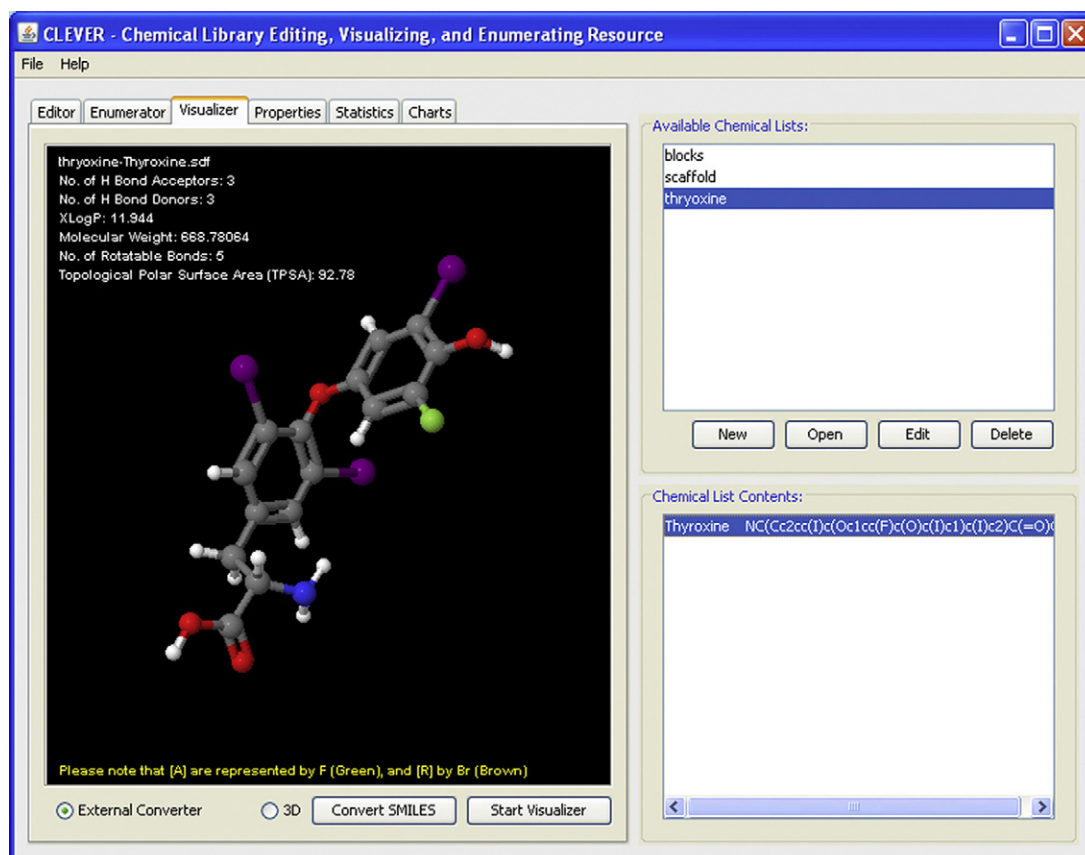 CLEVER - Chemical Library Editing, Visualizing, and Enumerating Resource
File Help
Editor Enumerator Visualizer Properties Statistics Charts
thryoxine-Thyroxine.sdf
No. of H Bond Acceptors: 3
No. of H Bond Donors: 3
XLogP: 11.944
Molecular Weight: 668.78064
No. of Rotatable Bonds: 5
Topological Polar Surface Area (TPSA): 92.78
Please note that [A] are represented by F (Green), and [R] by Br (Brown)
External Converter 3D Convert SMILES Start Visualizer
Available Chemical Lists:
blocks
scaffold
thryoxine
New Open Edit Delete
Chemical List Contents:
Thyroxine NC(Cc2cc(I)c(Oc1cc(F)c(O)c(I)c1)c(I)c2)C(=O)